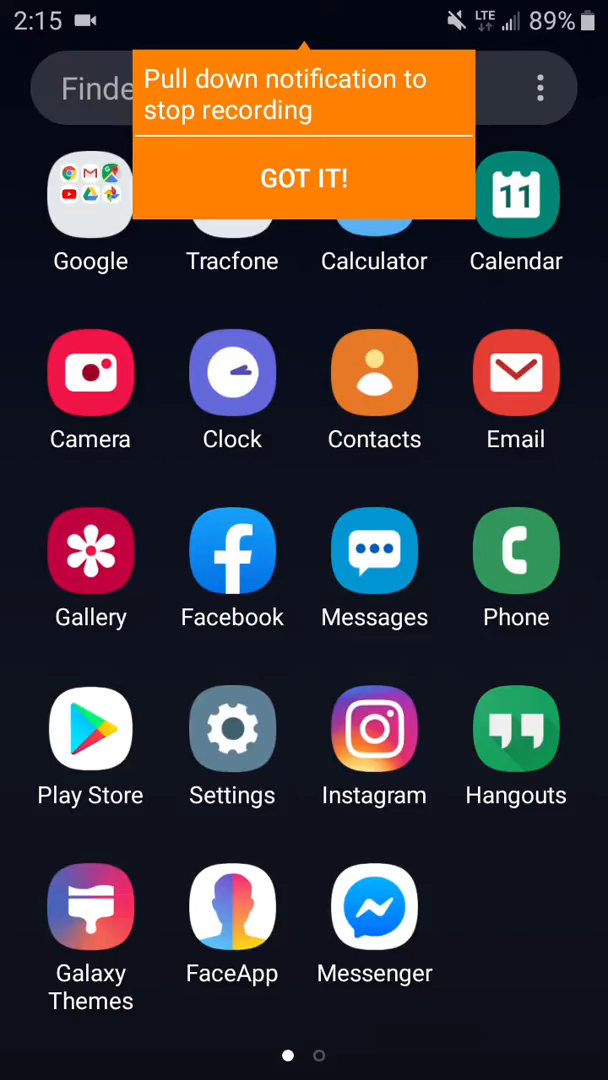 2:15
LTE
89%
Finde
Pull down notification to
stop recording
GOT IT!
Google
Tracfone
Calculator
11
Calendar
Camera
Clock
Contacts
Email
Gallery
Facebook
Messages
Phone
Play Store
Settings
Instagram
Hangouts
Galaxy
Themes
FaceApp
Messenger